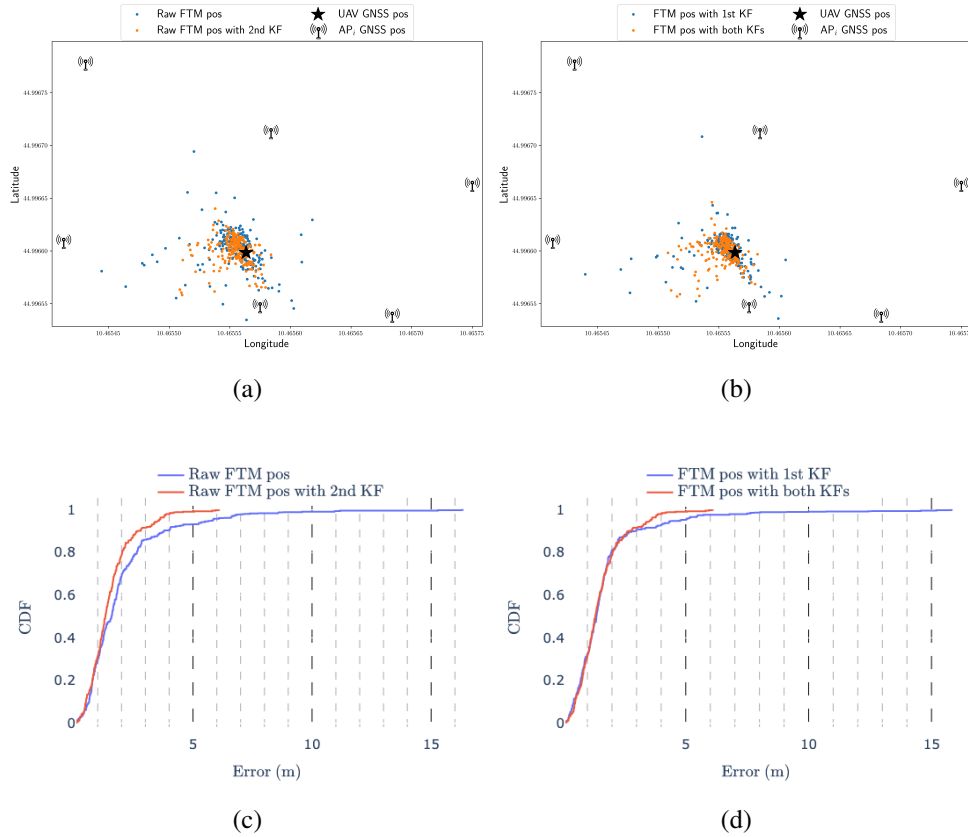 Raw FTM pos
Raw FTM pos with 2nd KF
UAV GNSS pos
APᵢ GNSS pos
Latitude
44.99675
44.99670
44.99665
44.99660
44.99655
10.46545 10.46550 10.46555 10.46560 10.46565 10.46570 10.46575
Longitude
(a)
FTM pos with 1st KF
FTM pos with both KFs
UAV GNSS pos
APᵢ GNSS pos
Latitude
44.99675
44.99670
44.99665
44.99660
44.99655
10.46545 10.46550 10.46555 10.46560 10.46565 10.46570
Longitude
(b)
Raw FTM pos
Raw FTM pos with 2nd KF
CDF
1
0.8
0.6
0.4
0.2
0
5 10 15
Error (m)
(c)
FTM pos with 1st KF
FTM pos with both KFs
CDF
1
0.8
0.6
0.4
0.2
0
5 10 15
Error (m)
(d)